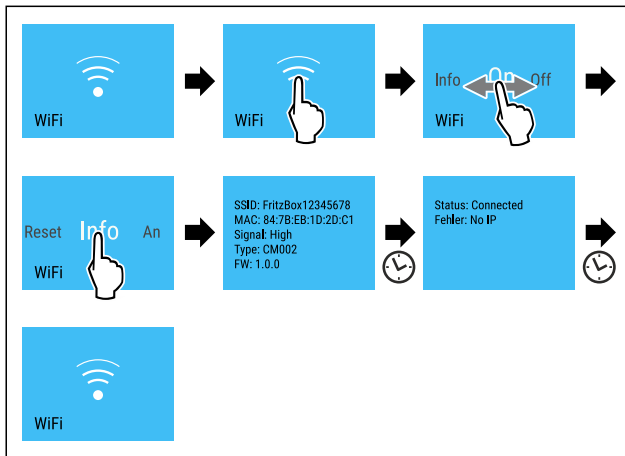 WiFi
WiFi
Info On Off
WiFi
Reset Info An
WiFi
SSID: FritzBox12345678
MAC: 84:7B:EB:1D:2D:C1
Signal: High
Type: CM002
FW: 1.0.0
Status: Connected
Fehler: No IP
WiFi